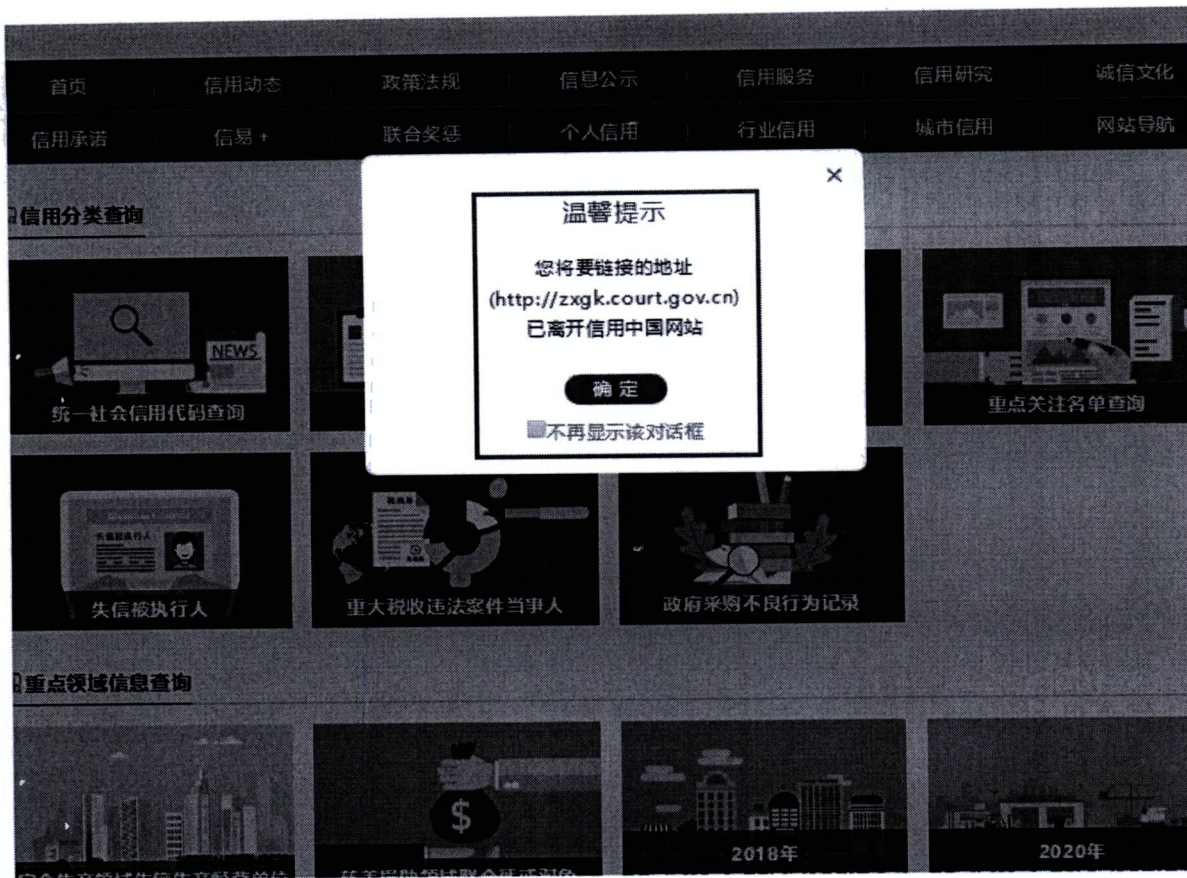 首页 信用动态 政策法规 信息公示 信用服务 信用研究 诚信文化
信用承诺 信易+ 联合奖惩 个人信用 行业信用 城市信用 网站导航
信用分类查询
温馨提示
您将要链接的地址
(http://zxgk.court.gov.cn)
已离开信用中国网站
确定
不再显示该对话框
NEWS
统一社会信用代码查询
重点关注名单查询
失信被执行人
失信被执行人
重大税收违法案件当事人
政府采购不良行为记录
重点领域信息查询
$
2018年
2020年